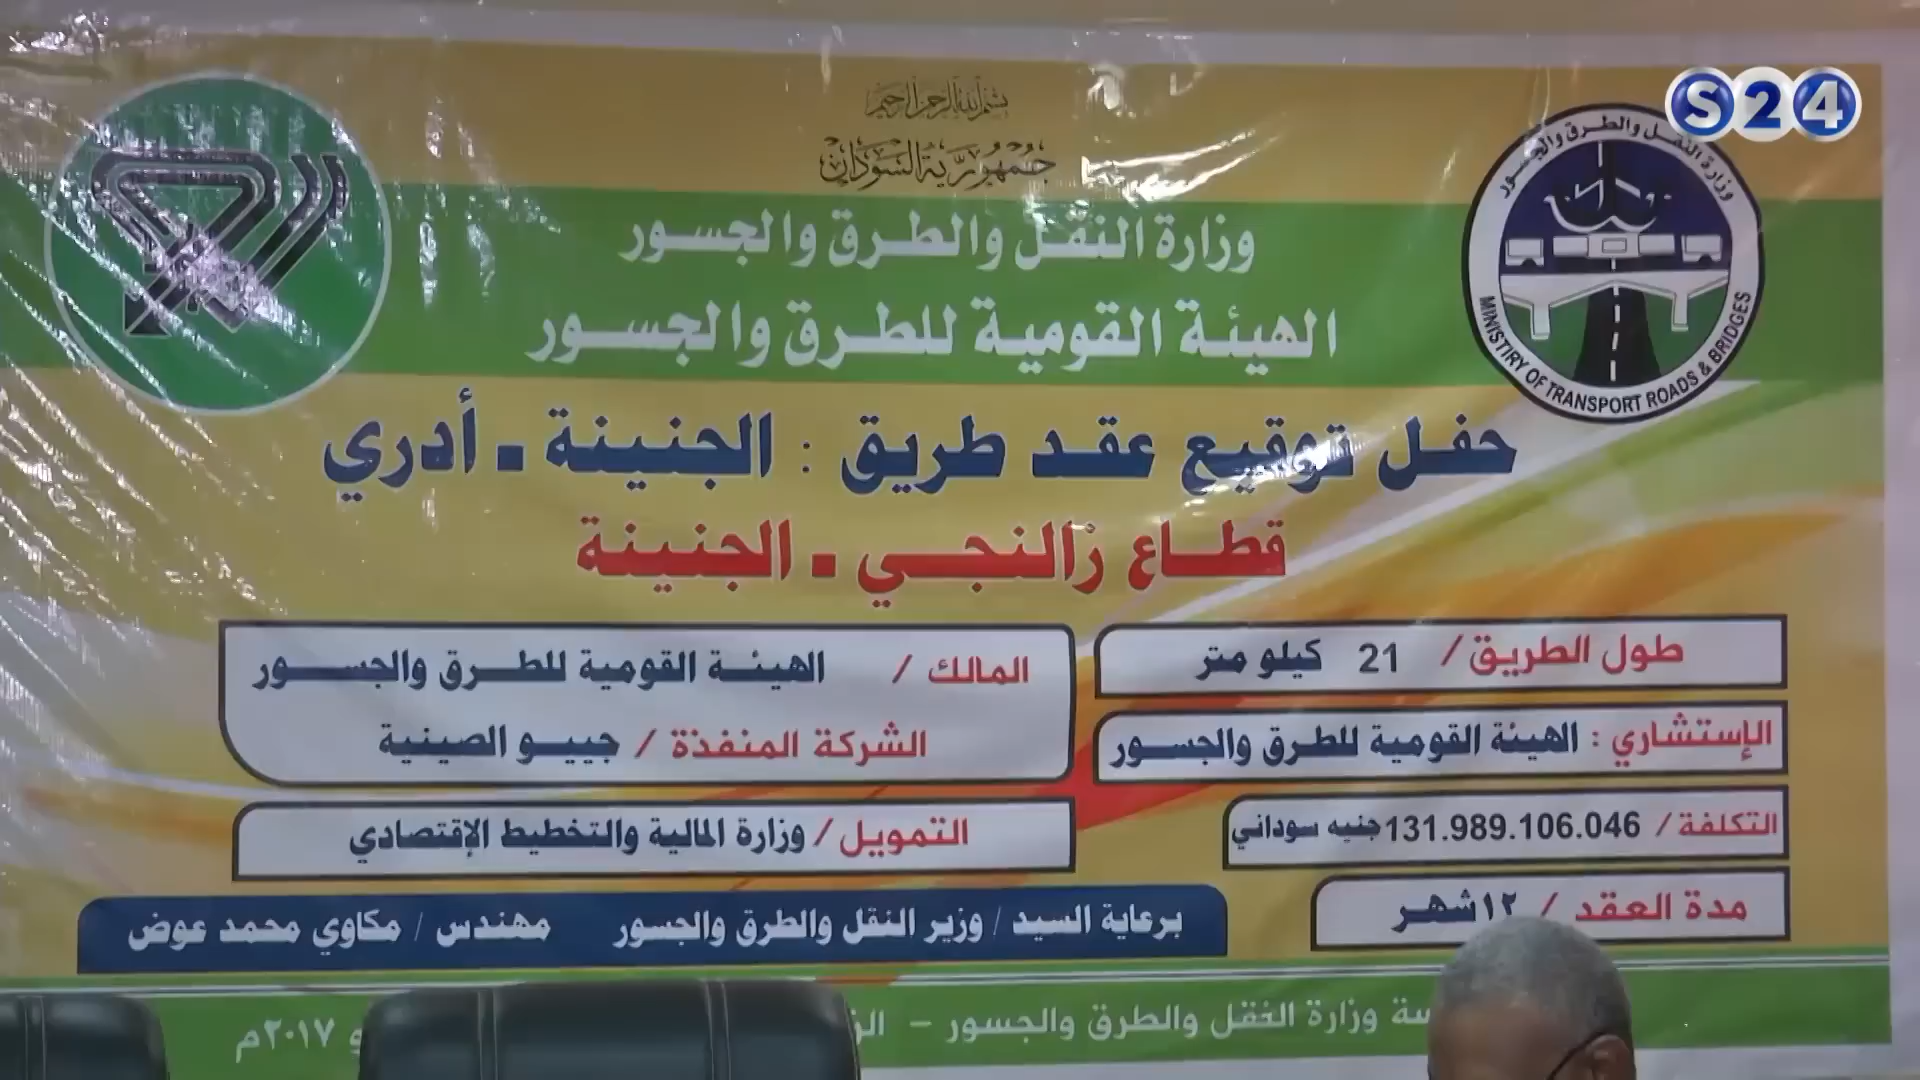 S24
بسم الله الرحمن الرحيم
جمهورية السودان
وزارة النقل والطرق والجسور
الهيئة القومية للطرق والجسور
وزارة النقل والطرق والجسور
MINISTIRY OF TRANSPORT ROADS & BRIDGES
حفل توقيع عقد طريق : الجنينة - أدري
قطاع زالنجي - الجنينة
طول الطريق / 21 كيلو متر
الإستشاري : الهيئة القومية للطرق والجسور
التكلفة / 131.989.106.046 جنيه سوداني
مدة العقد / ١٢ شهر
المالك / الهيئة القومية للطرق والجسور
الشركة المنفذة / جييو الصينية
التمويل / وزارة المالية والتخطيط الإقتصادي
برعاية السيد / وزير النقل والطرق والجسور مهندس / مكاوي محمد عوض
وزارة النقل والطرق والجسور - ٢٠١٧م